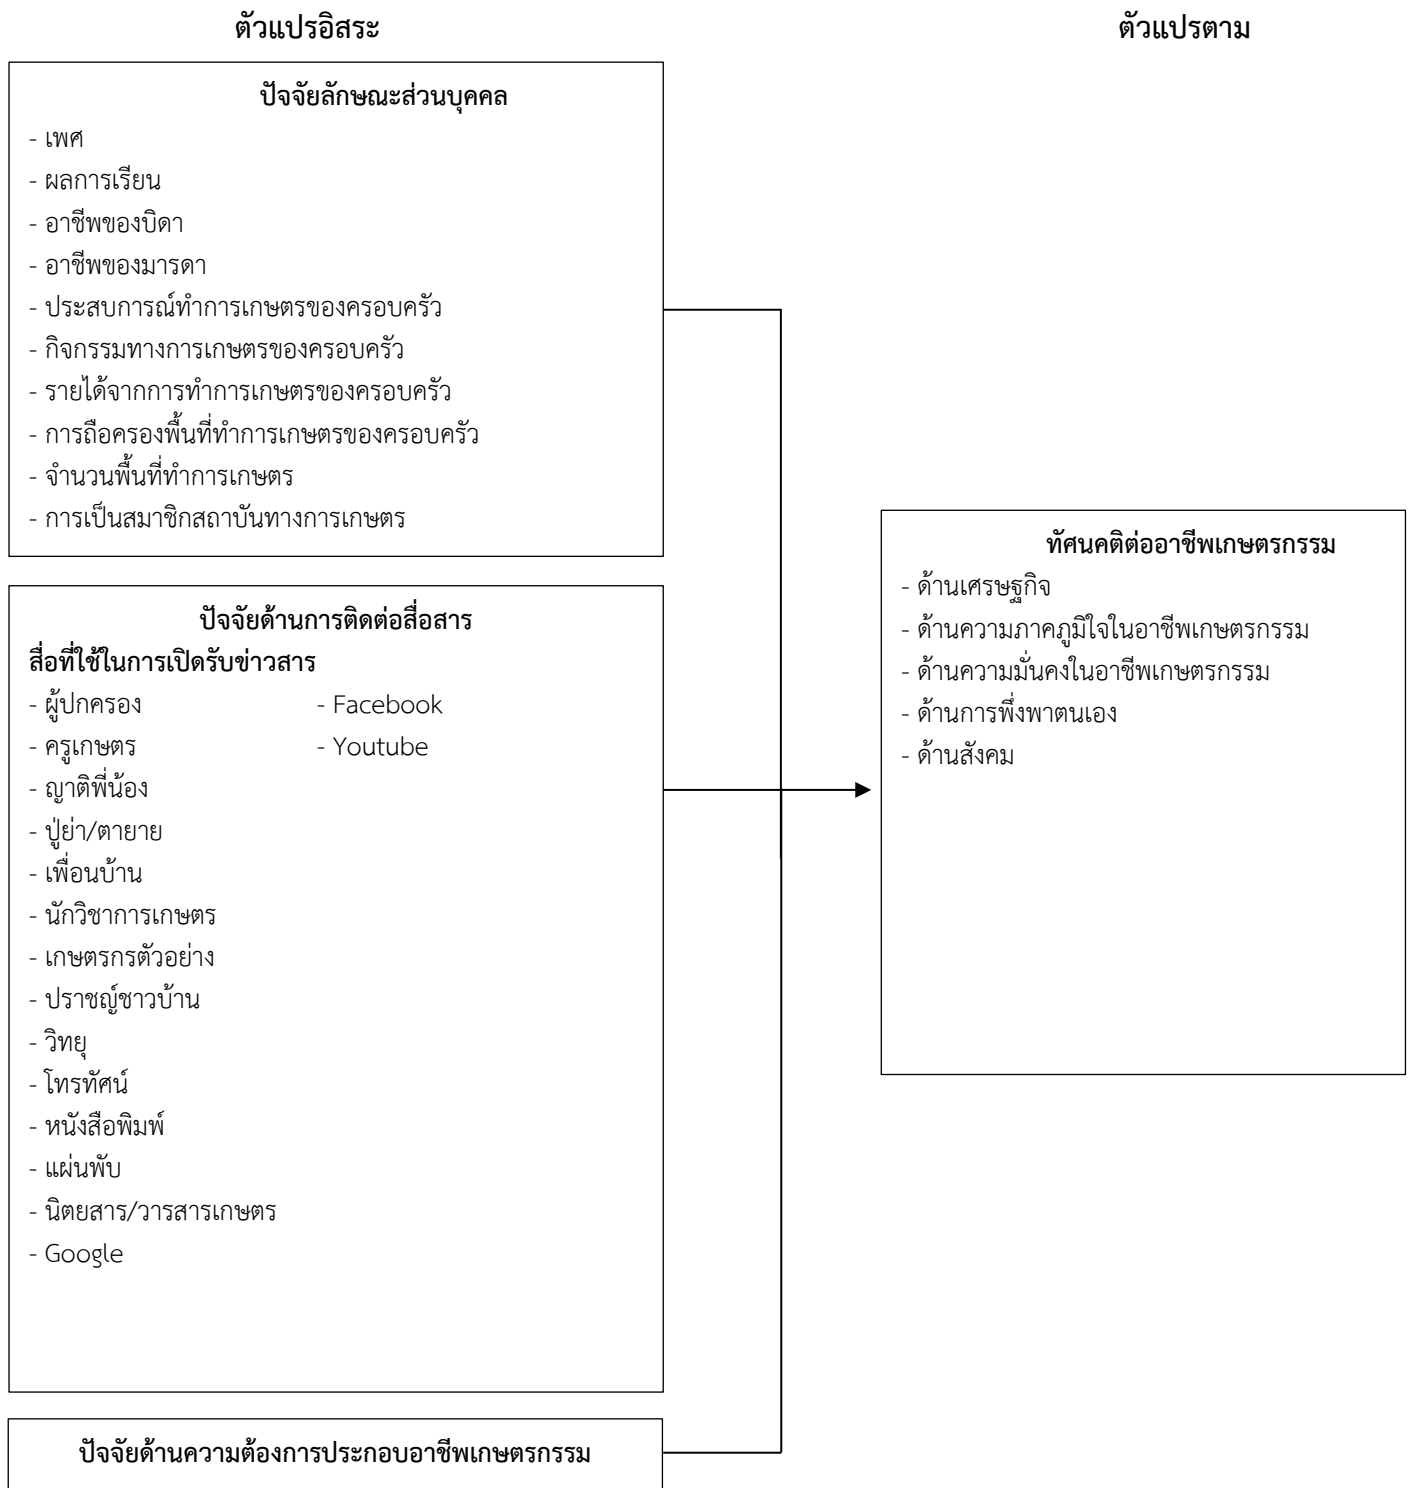 ตัวแปรอิสระ
ตัวแปรตาม
ปัจจัยลักษณะส่วนบุคคล
- เพศ
- ผลการเรียน
- อาชีพของบิดา
- อาชีพของมารดา
- ประสบการณ์ทำการเกษตรของครอบครัว
- กิจกรรมทางการเกษตรของครอบครัว
- รายได้จากการทำการเกษตรของครอบครัว
- การถือครองพื้นที่ทำการเกษตรของครอบครัว
- จำนวนพื้นที่ทำการเกษตร
- การเป็นสมาชิกสถาบันทางการเกษตร
ปัจจัยด้านการติดต่อสื่อสาร
สื่อที่ใช้ในการเปิดรับข่าวสาร
- ผู้ปกครอง
- ครูเกษตร
- ญาติพี่น้อง
- ปู่ย่า/ตายาย
- เพื่อนบ้าน
- นักวิชาการเกษตร
- เกษตรกรตัวอย่าง
- ปราชญ์ชาวบ้าน
- วิทยุ
- โทรทัศน์
- หนังสือพิมพ์
- แผ่นพับ
- นิตยสาร/วารสารเกษตร
- Google
- Facebook
- Youtube
ปัจจัยด้านความต้องการประกอบอาชีพเกษตรกรรม
ทัศนคติต่ออาชีพเกษตรกรรม
- ด้านเศรษฐกิจ
- ด้านความภาคภูมิใจในอาชีพเกษตรกรรม
- ด้านความมั่นคงในอาชีพเกษตรกรรม
- ด้านการพึ่งพาตนเอง
- ด้านสังคม